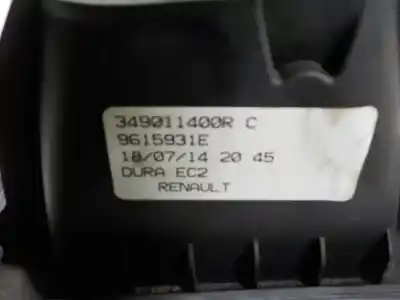 349011400R C
9615931E
18/07/14 20 45
DURA EC2
RENAULT